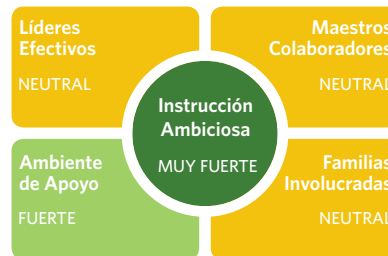 Líderes
Efectivos
NEUTRAL
Maestros
Colaboradores
NEUTRAL
Instrucción
Ambiciosa
MUY FUERTE
Ambiente
de Apoyo
FUERTE
Familias
Involucradas
NEUTRAL